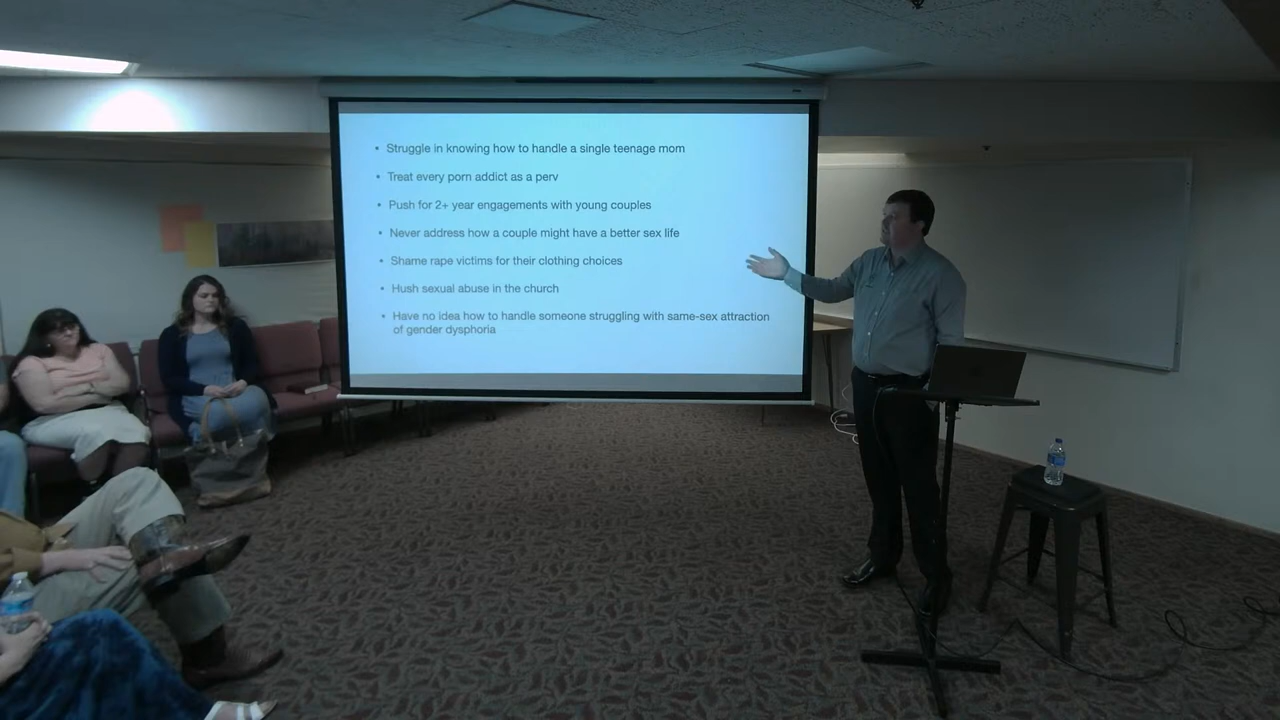 • Struggle in knowing how to handle a single teenage mom
• Treat every porn addict as a perv
• Push for 2+ year engagements with young couples
• Never address how a couple might have a better sex life
• Shame rape victims for their clothing choices
• Hush sexual abuse in the church
• Have no idea how to handle someone struggling with same-sex attraction
of gender dysphoria